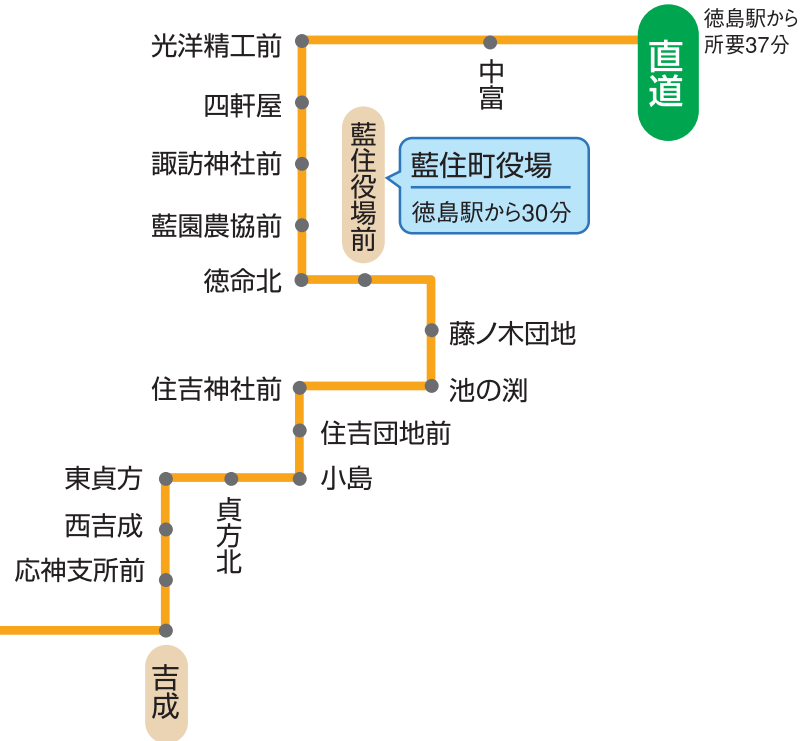 徳島駅から
所要37分
直道
中富
光洋精工前
四軒屋
諏訪神社前
藍園農協前
徳命北
藍住役場前
藍住町役場
徳島駅から30分
藤ノ木団地
池の渕
住吉神社前
住吉団地前
小島
東貞方
貞方北
西吉成
応神支所前
吉成